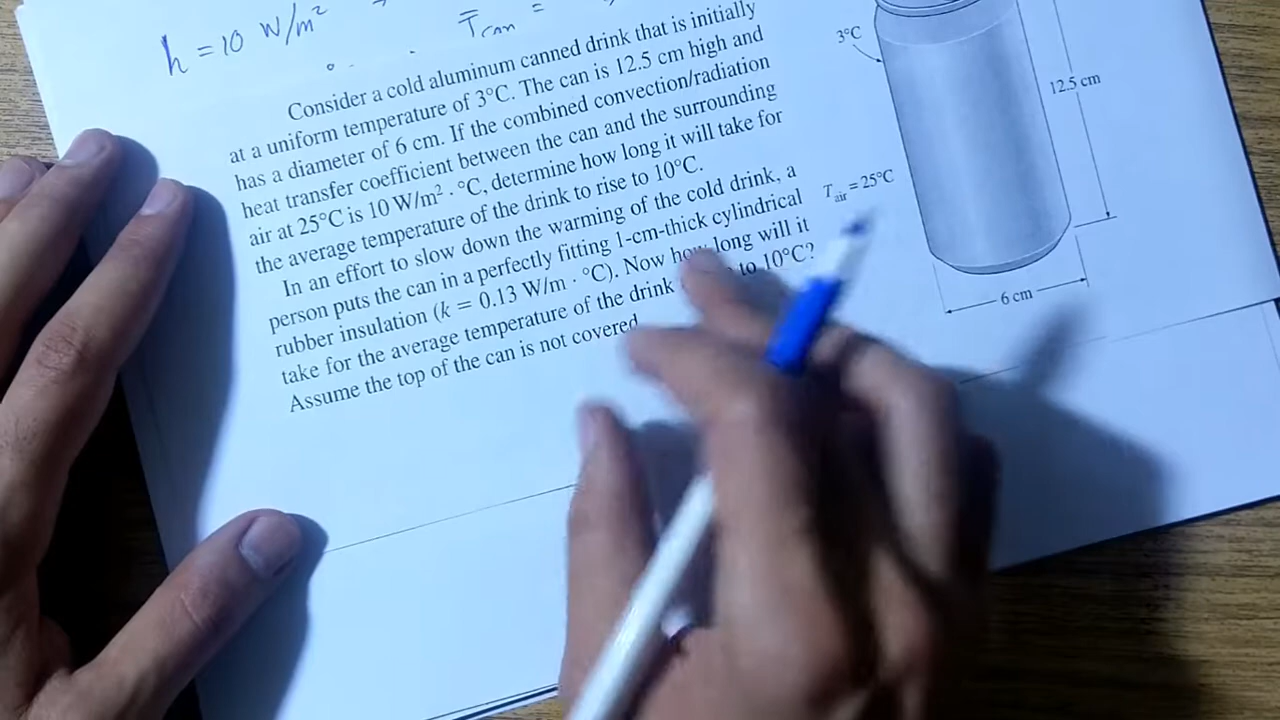 h = 10 W/m²
T̄can =
Consider a cold aluminum canned drink that is initially
at a uniform temperature of 3°C. The can is 12.5 cm high and
has a diameter of 6 cm. If the combined convection/radiation
heat transfer coefficient between the can and the surrounding
air at 25°C is 10 W/m² · °C, determine how long it will take for
the average temperature of the drink to rise to 10°C.
In an effort to slow down the warming of the cold drink, a
person puts the can in a perfectly fitting 1-cm-thick cylindrical
rubber insulation (k = 0.13 W/m · °C). Now how long will it
take for the average temperature of the drink to 10°C?
Assume the top of the can is not covered
3°C
12.5 cm
Tair = 25°C
6 cm